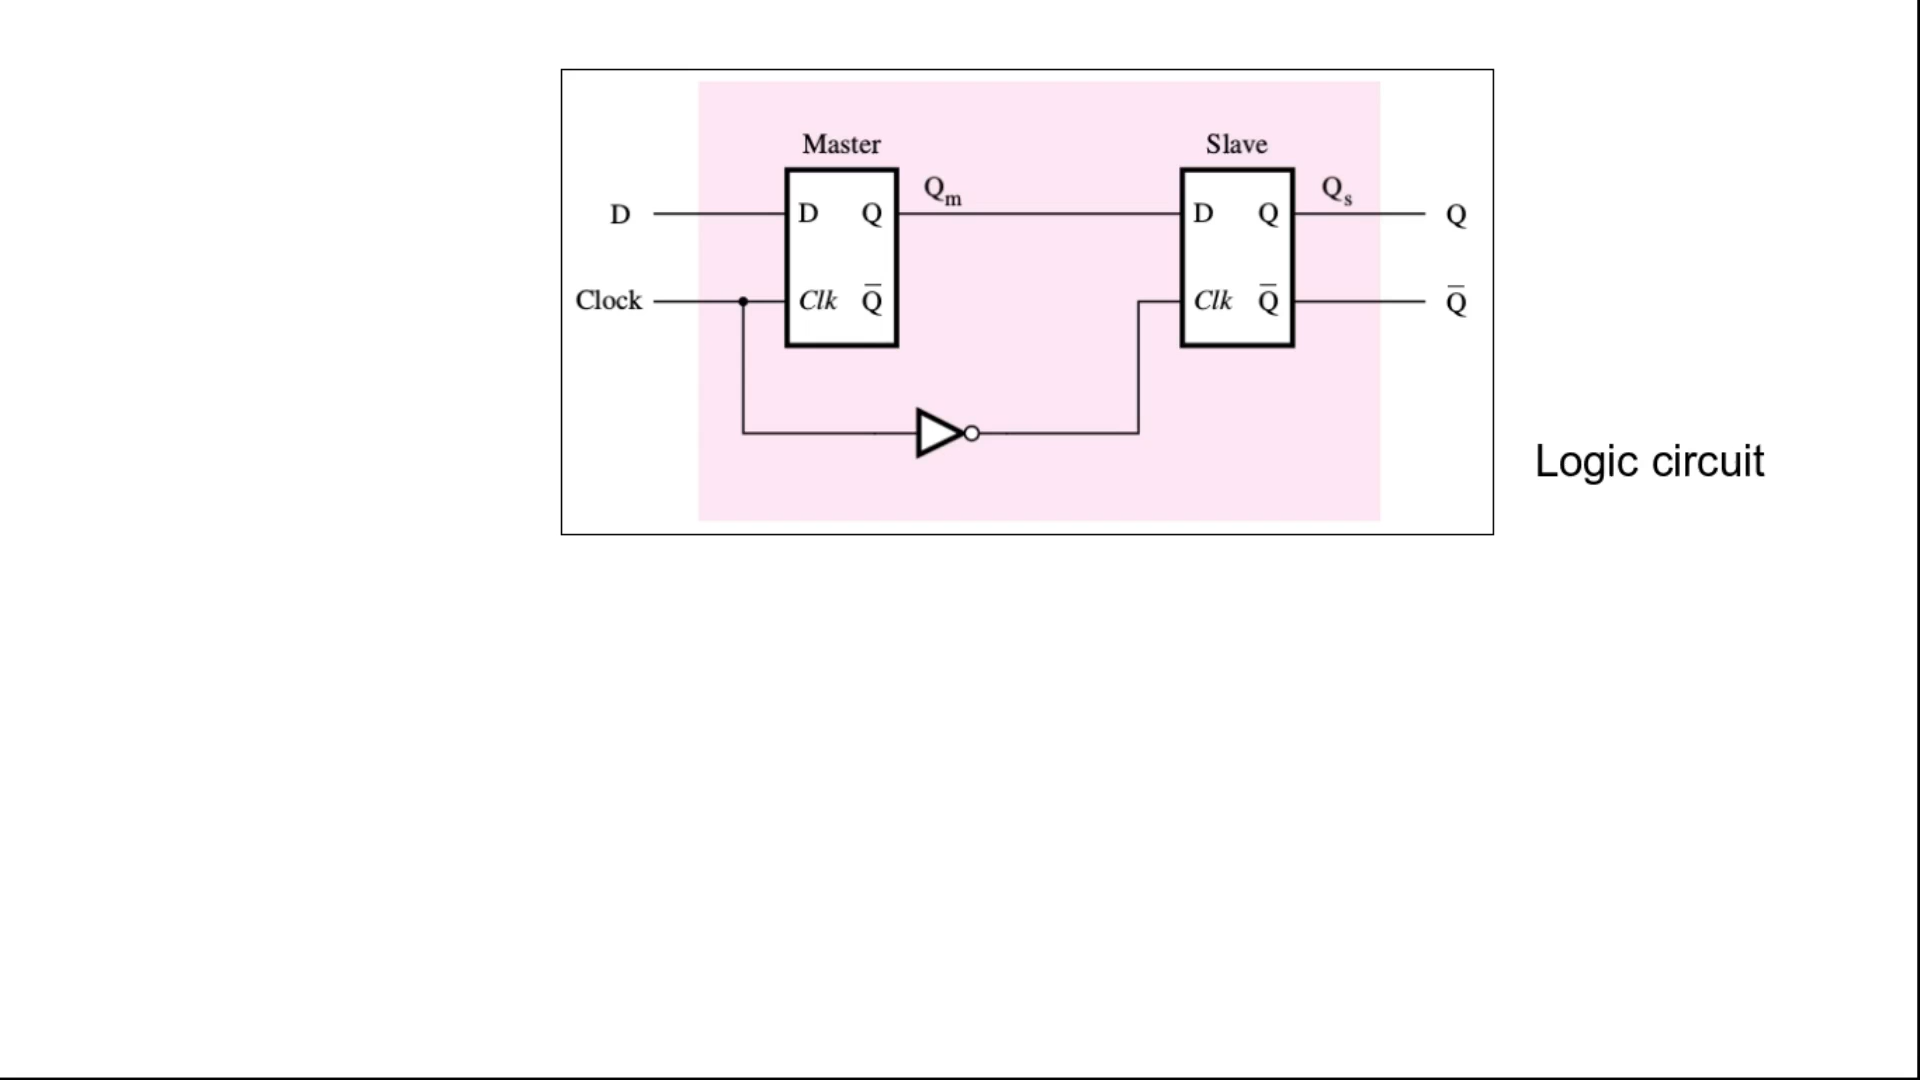 Master Slave
D D Q Qm D Q Qs Q
Clock Clk Q̅ Clk Q̅ Q̅
Logic circuit